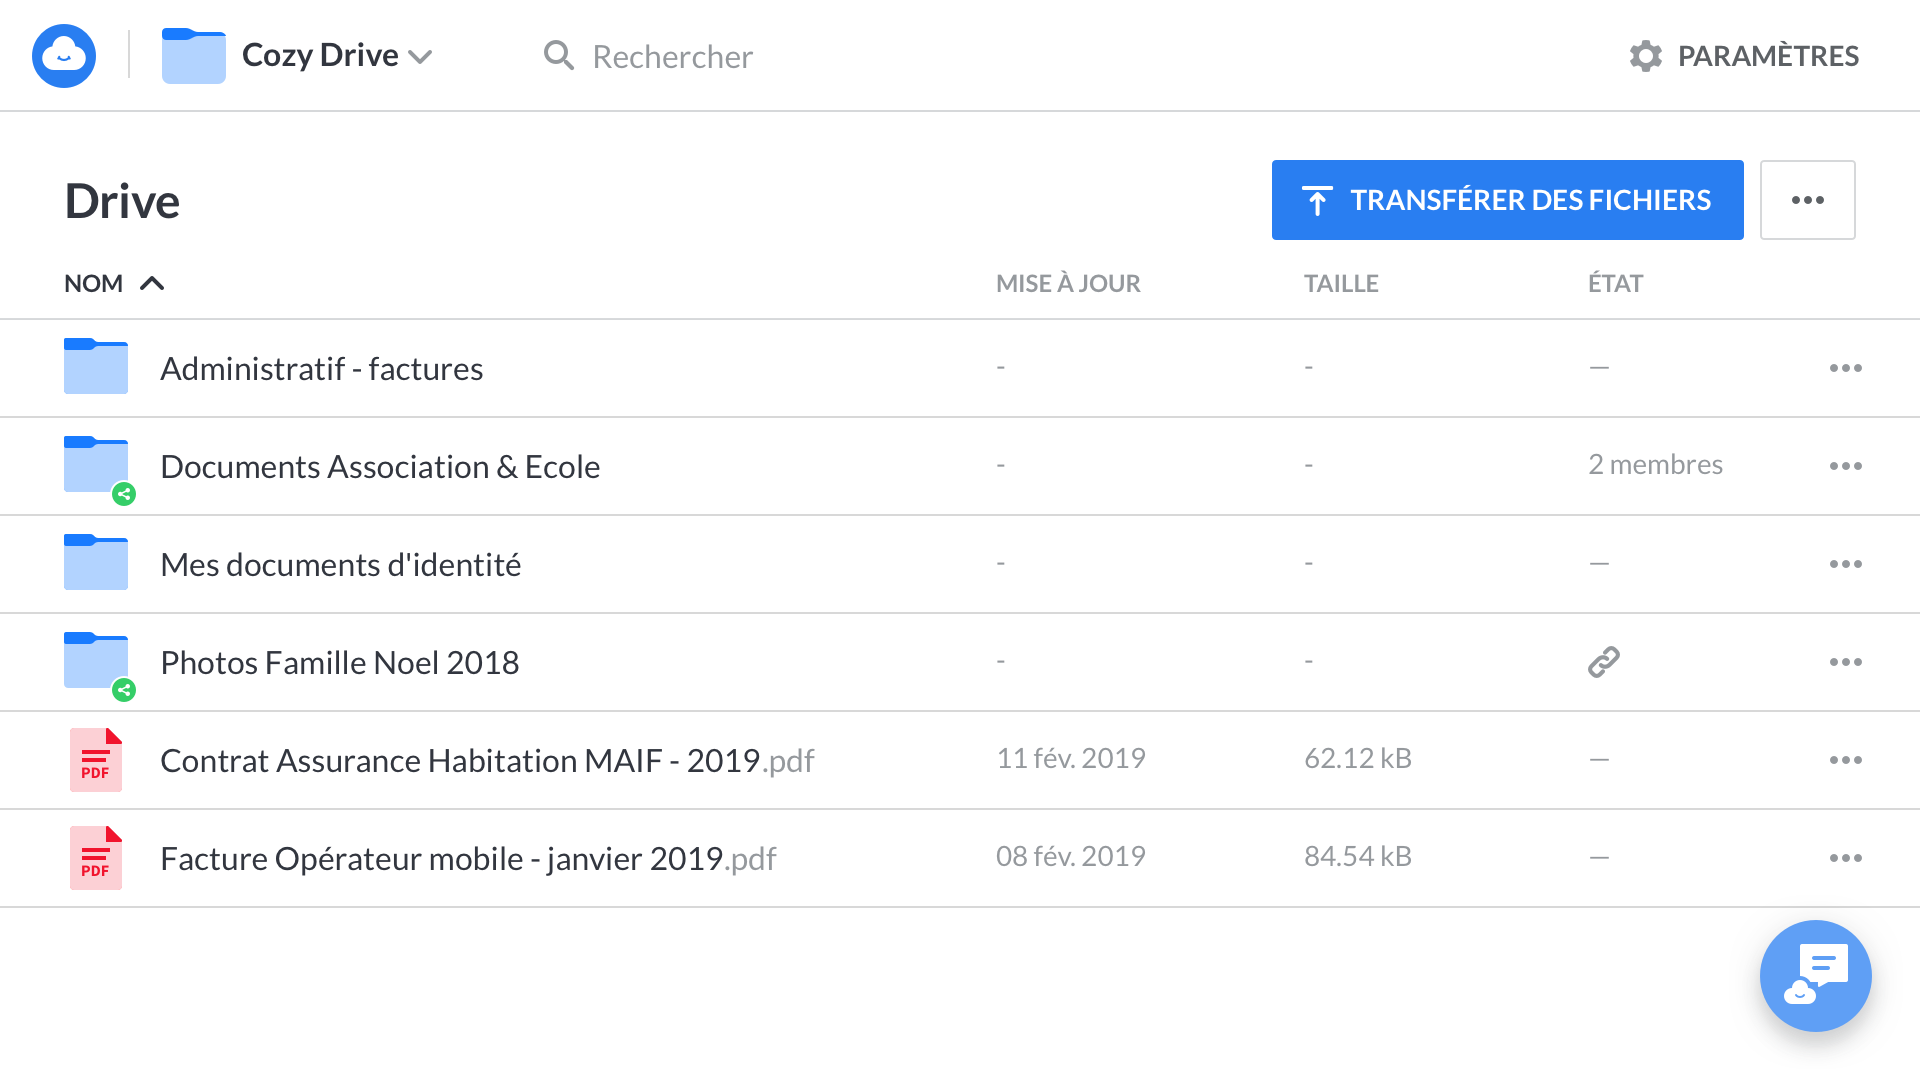 Cozy Drive Rechercher PARAMÈTRES
Drive TRANSFÉRER DES FICHIERS
NOM MISE À JOUR TAILLE ÉTAT
Administratif - factures - - —
Documents Association & Ecole - - 2 membres
Mes documents d'identité - - —
Photos Famille Noel 2018 - -
PDF Contrat Assurance Habitation MAIF - 2019.pdf 11 fév. 2019 62.12 kB —
PDF Facture Opérateur mobile - janvier 2019.pdf 08 fév. 2019 84.54 kB —